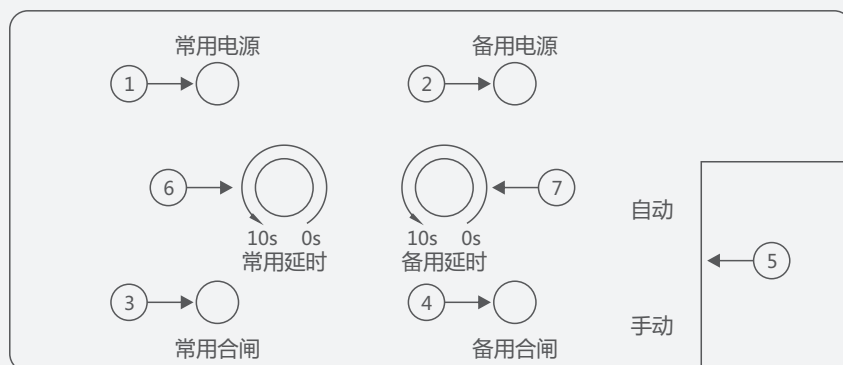 常用电源 备用电源
1 2
6 7
自动
10s 0s 10s 0s
常用延时 备用延时
5
3 4
手动
常用合闸 备用合闸